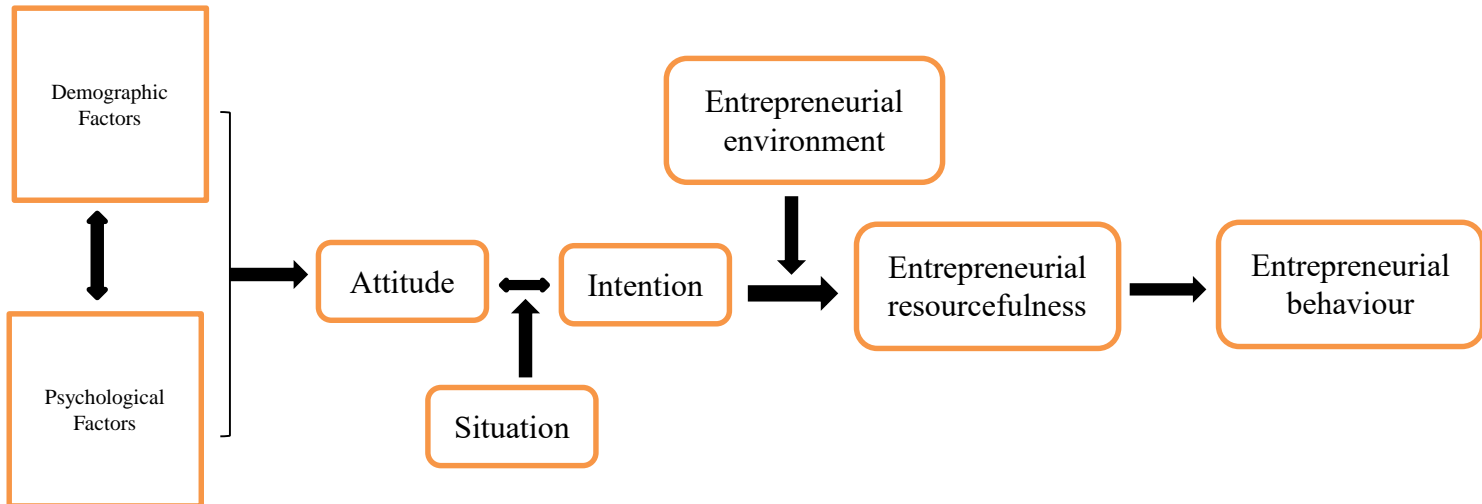 Demographic
Factors
Psychological
Factors
Attitude
Situation
Intention
Entrepreneurial
environment
Entrepreneurial
resourcefulness
Entrepreneurial
behaviour